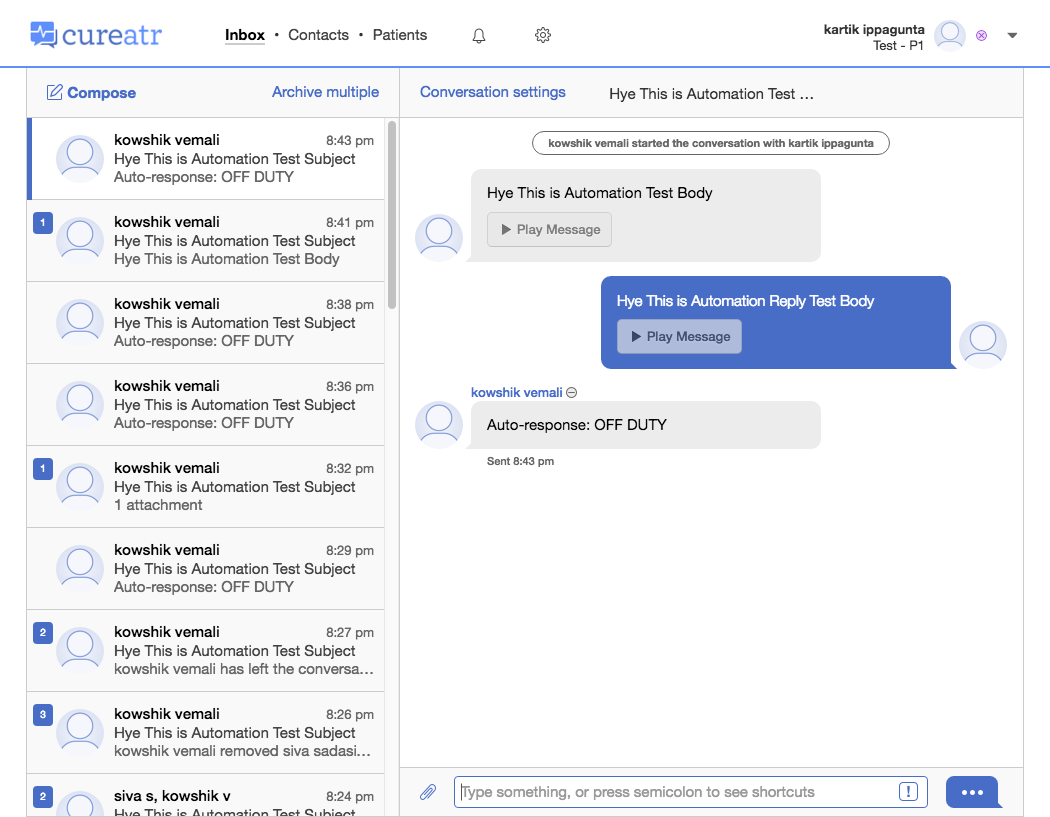 cureatr
Inbox • Contacts • Patients
kartik ippagunta
Test - P1
Compose
Archive multiple
Conversation settings
Hye This is Automation Test ...
kowshik vemali 8:43 pm
Hye This is Automation Test Subject
Auto-response: OFF DUTY
1
kowshik vemali 8:41 pm
Hye This is Automation Test Subject
Hye This is Automation Test Body
kowshik vemali 8:38 pm
Hye This is Automation Test Subject
Auto-response: OFF DUTY
kowshik vemali 8:36 pm
Hye This is Automation Test Subject
Auto-response: OFF DUTY
1
kowshik vemali 8:32 pm
Hye This is Automation Test Subject
1 attachment
kowshik vemali 8:29 pm
Hye This is Automation Test Subject
Auto-response: OFF DUTY
2
kowshik vemali 8:27 pm
Hye This is Automation Test Subject
kowshik vemali has left the conversa...
3
kowshik vemali 8:26 pm
Hye This is Automation Test Subject
kowshik vemali removed siva sadasi...
2
siva s, kowshik v 8:24 pm
Hye This is Automation Test Subject
kowshik vemali started the conversation with kartik ippagunta
Hye This is Automation Test Body
Play Message
Hye This is Automation Reply Test Body
Play Message
kowshik vemali
Auto-response: OFF DUTY
Sent 8:43 pm
Type something, or press semicolon to see shortcuts
!